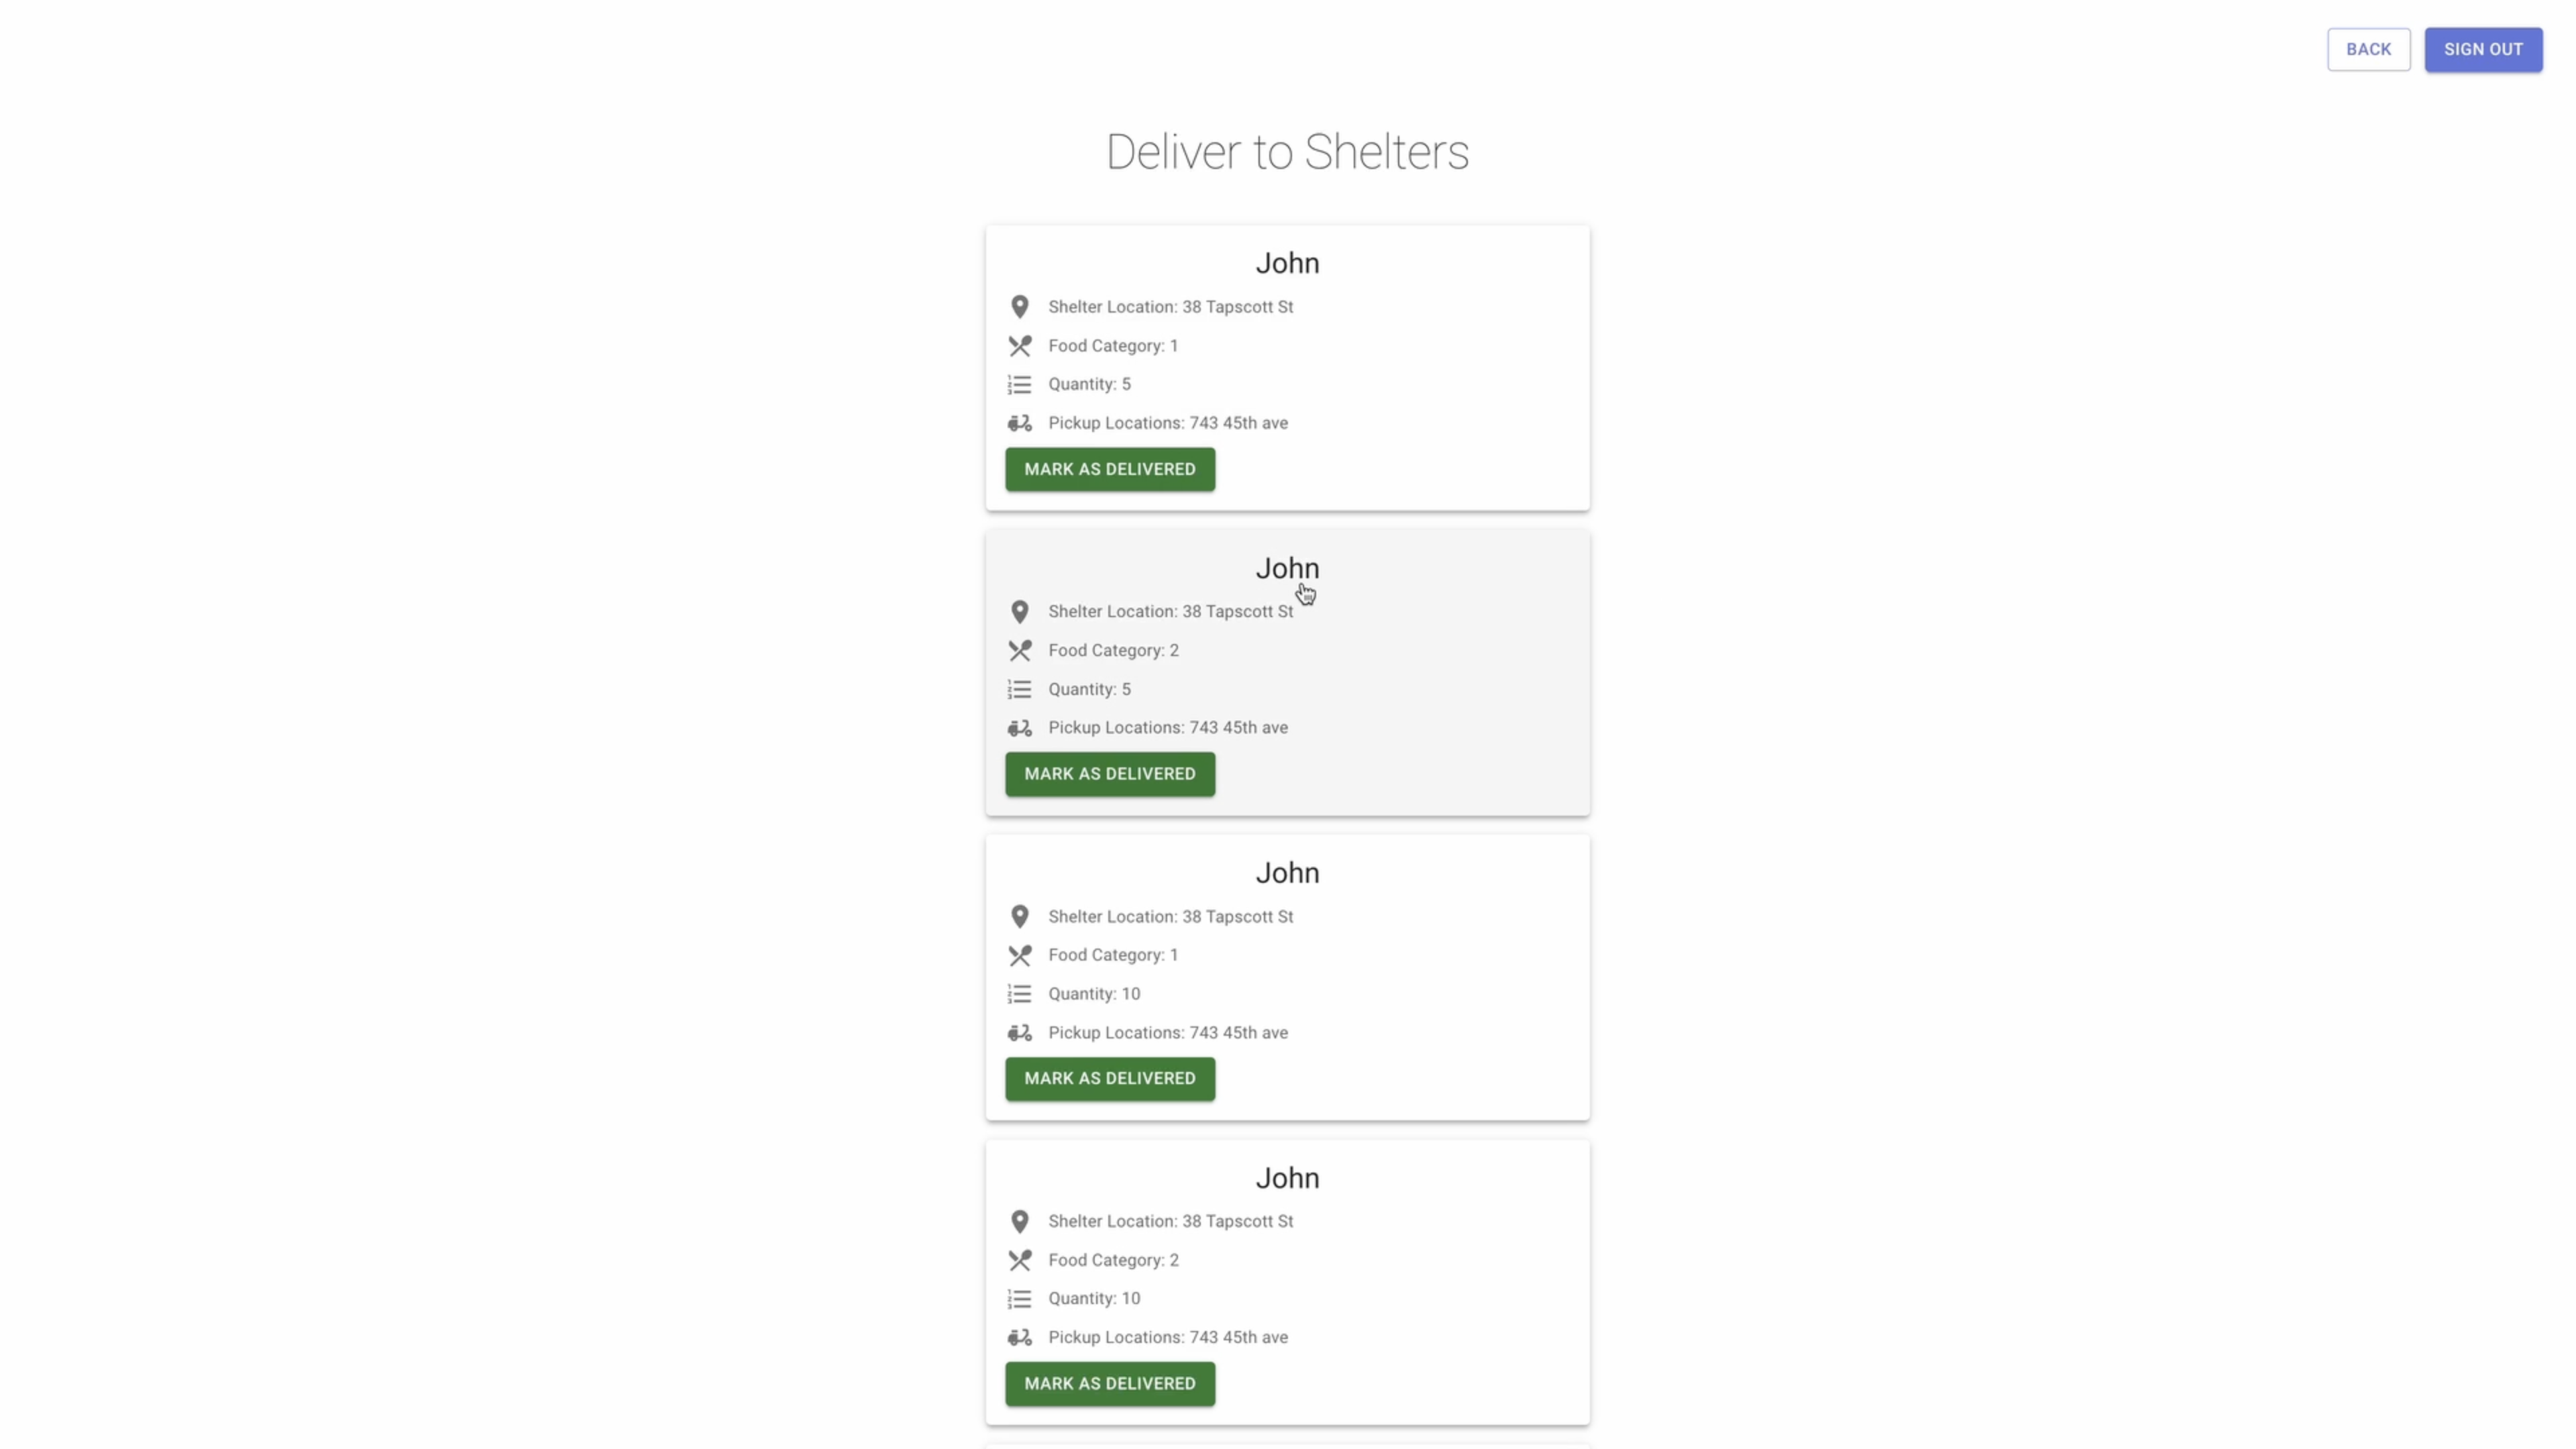 BACK SIGN OUT
Deliver to Shelters
John
Shelter Location: 38 Tapscott St
Food Category: 1
Quantity: 5
Pickup Locations: 743 45th ave
MARK AS DELIVERED
John
Shelter Location: 38 Tapscott St
Food Category: 2
Quantity: 5
Pickup Locations: 743 45th ave
MARK AS DELIVERED
John
Shelter Location: 38 Tapscott St
Food Category: 1
Quantity: 10
Pickup Locations: 743 45th ave
MARK AS DELIVERED
John
Shelter Location: 38 Tapscott St
Food Category: 2
Quantity: 10
Pickup Locations: 743 45th ave
MARK AS DELIVERED